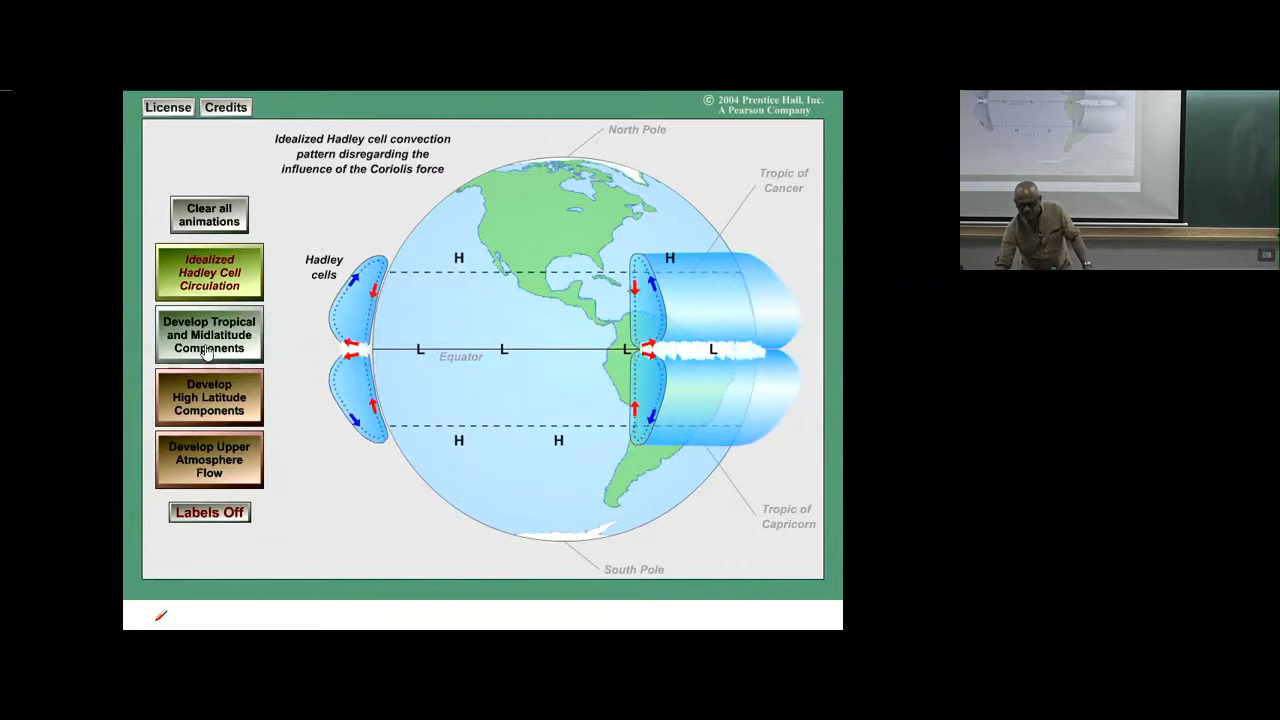 License
Credits
© 2004 Prentice Hall, Inc.
A Pearson Company
Idealized Hadley cell convection
pattern disregarding the
influence of the Coriolis force
North Pole
Tropic of
Cancer
Clear all
animations
Idealized
Hadley Cell
Circulation
Hadley
cells
H
H
Develop Tropical
and Midlatitude
Components
L
L
L
L
Equator
Develop
High Latitude
Components
H
H
Develop Upper
Atmosphere
Flow
Labels Off
Tropic of
Capricorn
South Pole